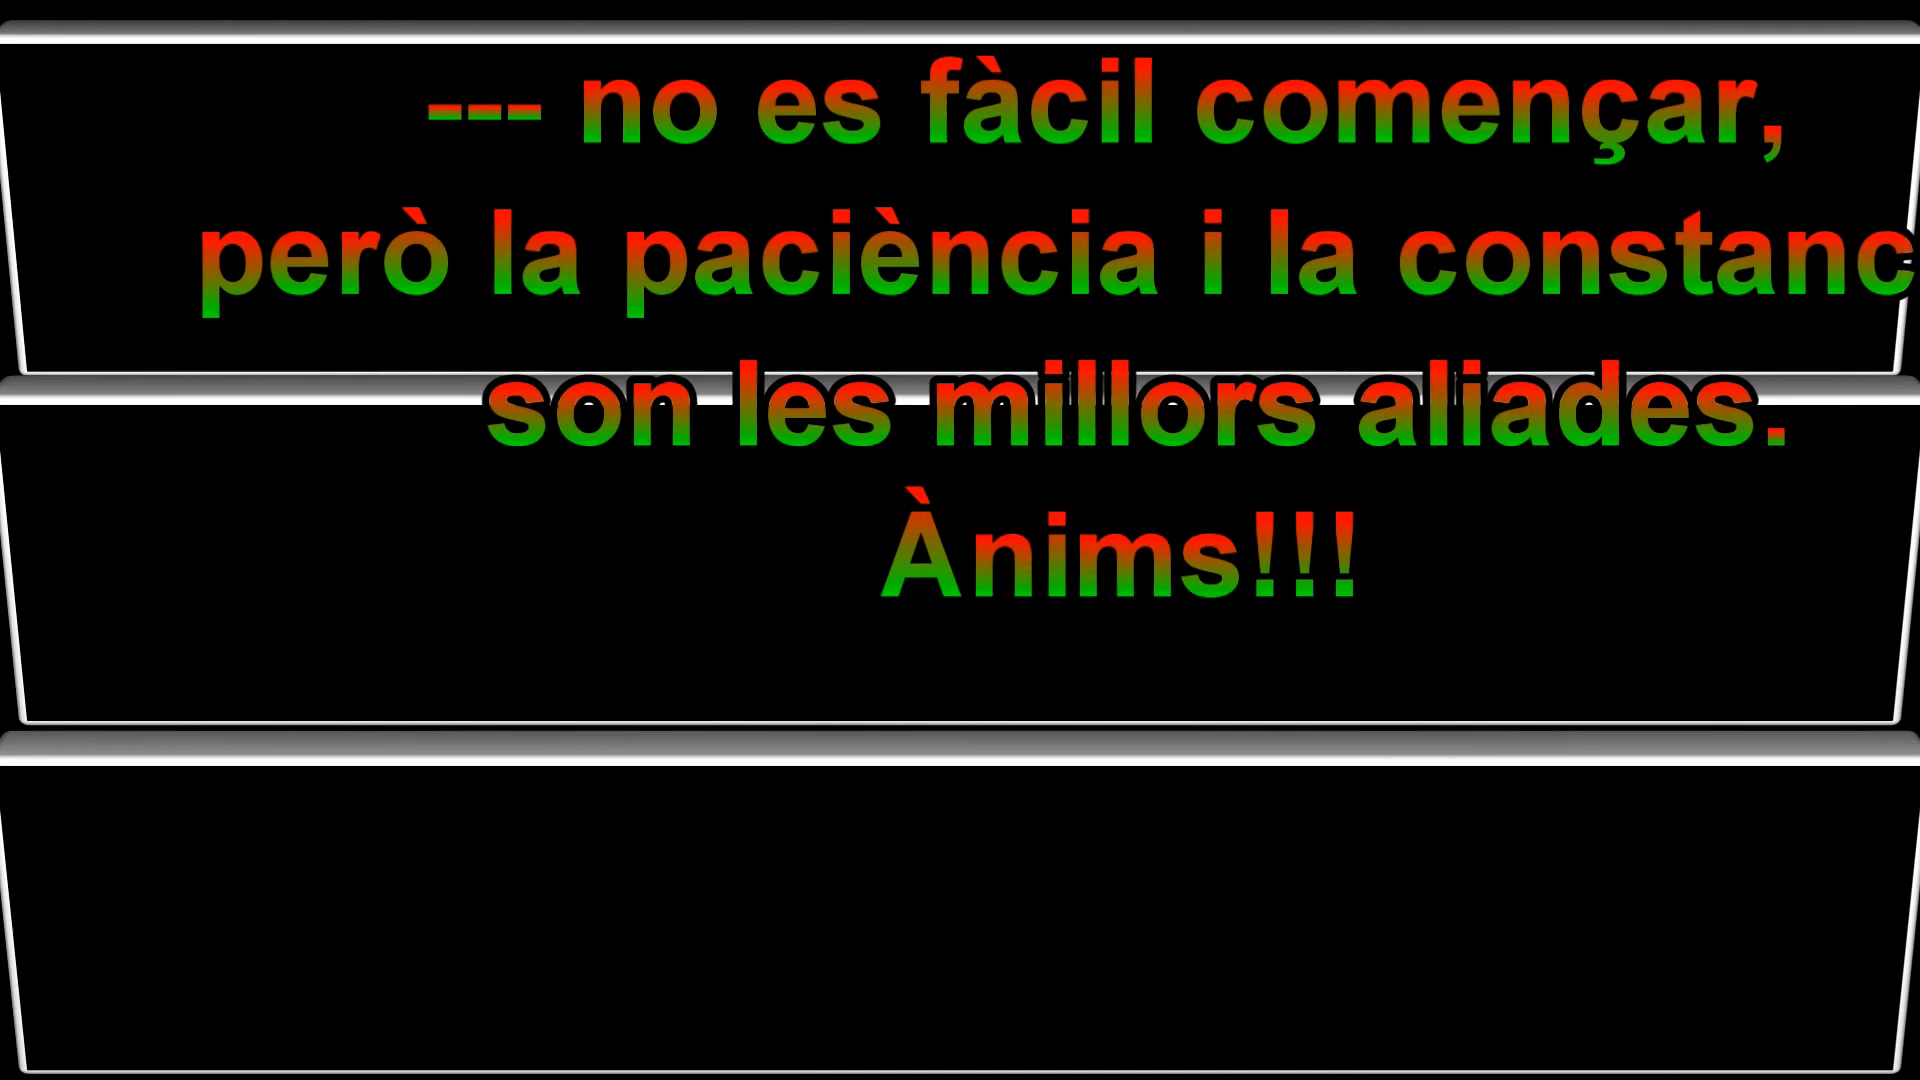 --- no es fàcil començar,
però la paciència i la constanc
son les millors aliades.
Ànims!!!